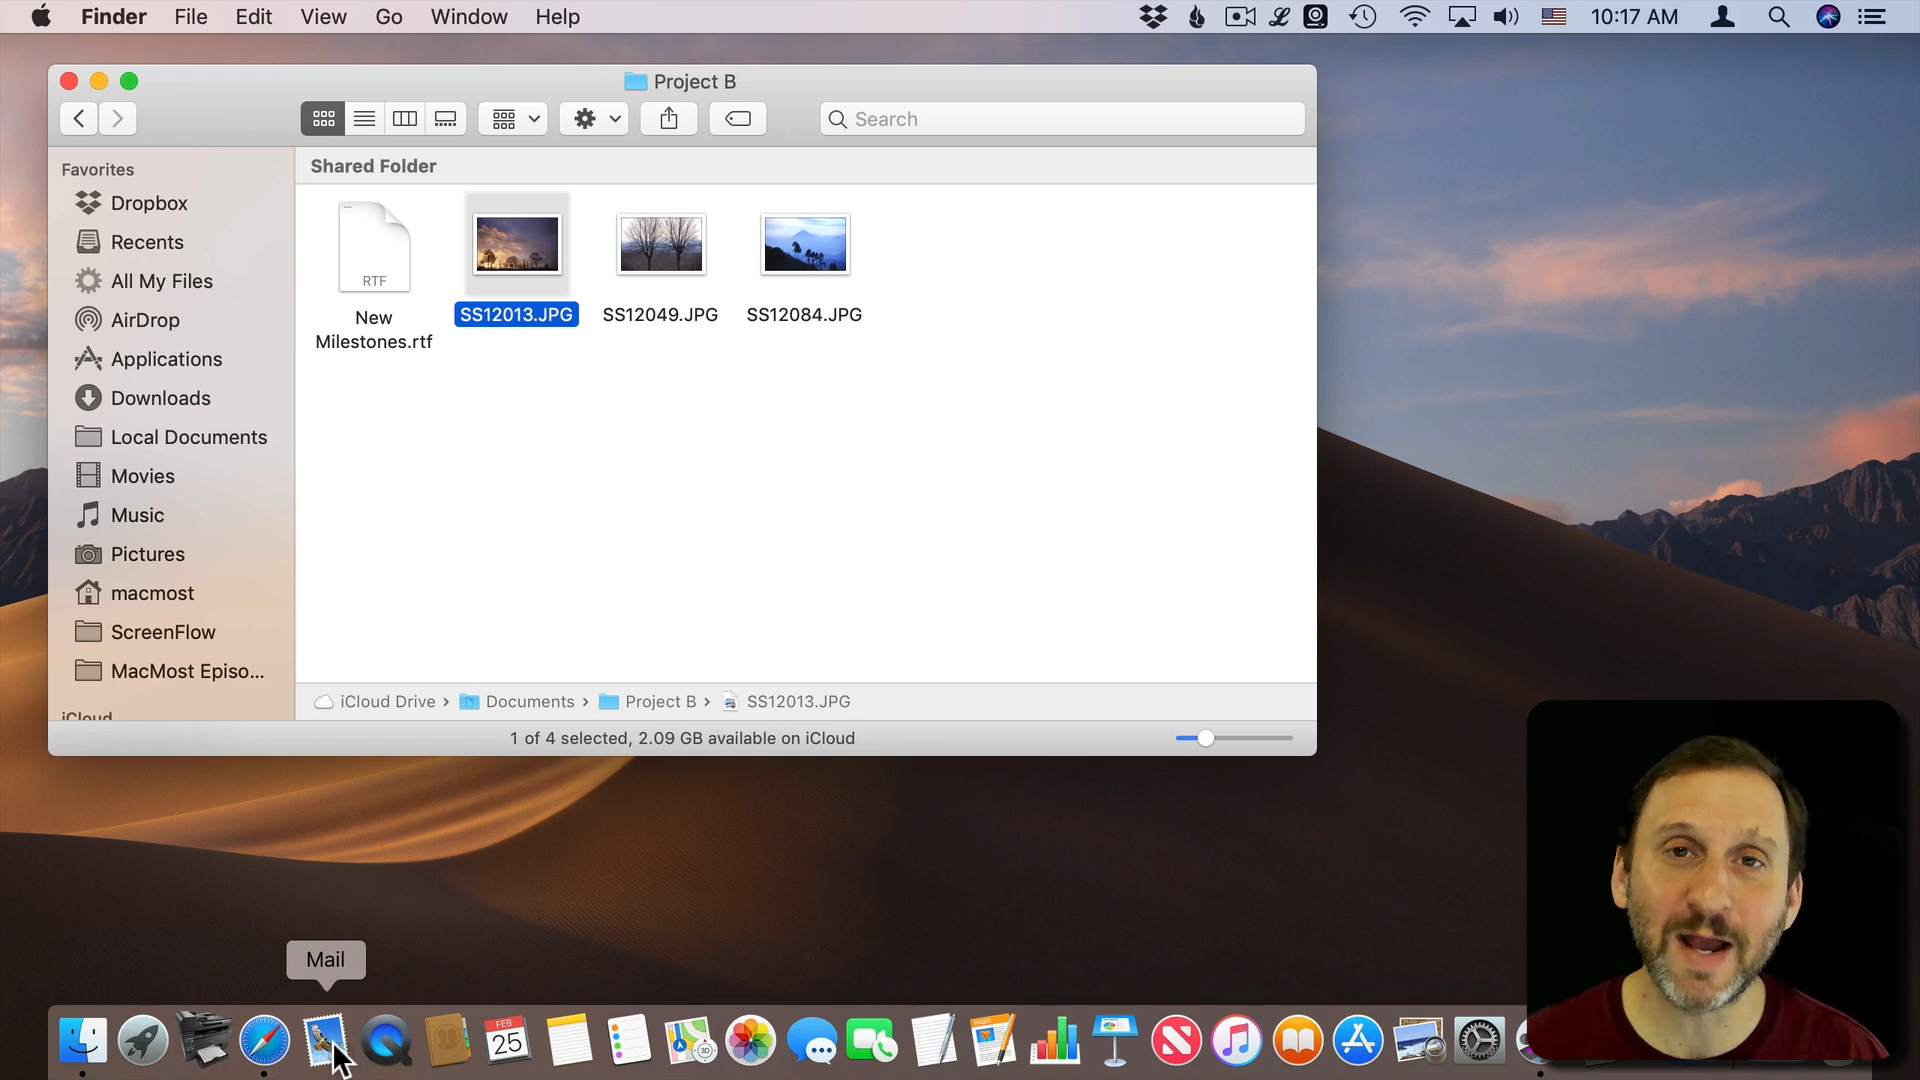 Finder File Edit View Go Window Help 10:17 AM
Project B
Search
Favorites
Dropbox
Recents
All My Files
AirDrop
Applications
Downloads
Local Documents
Movies
Music
Pictures
macmost
ScreenFlow
MacMost Episo...
iCloud
Shared Folder
RTF
New
Milestones.rtf
SS12013.JPG
SS12049.JPG
SS12084.JPG
iCloud Drive › Documents › Project B › SS12013.JPG
1 of 4 selected, 2.09 GB available on iCloud
Mail
FEB
25
3D
PAGES